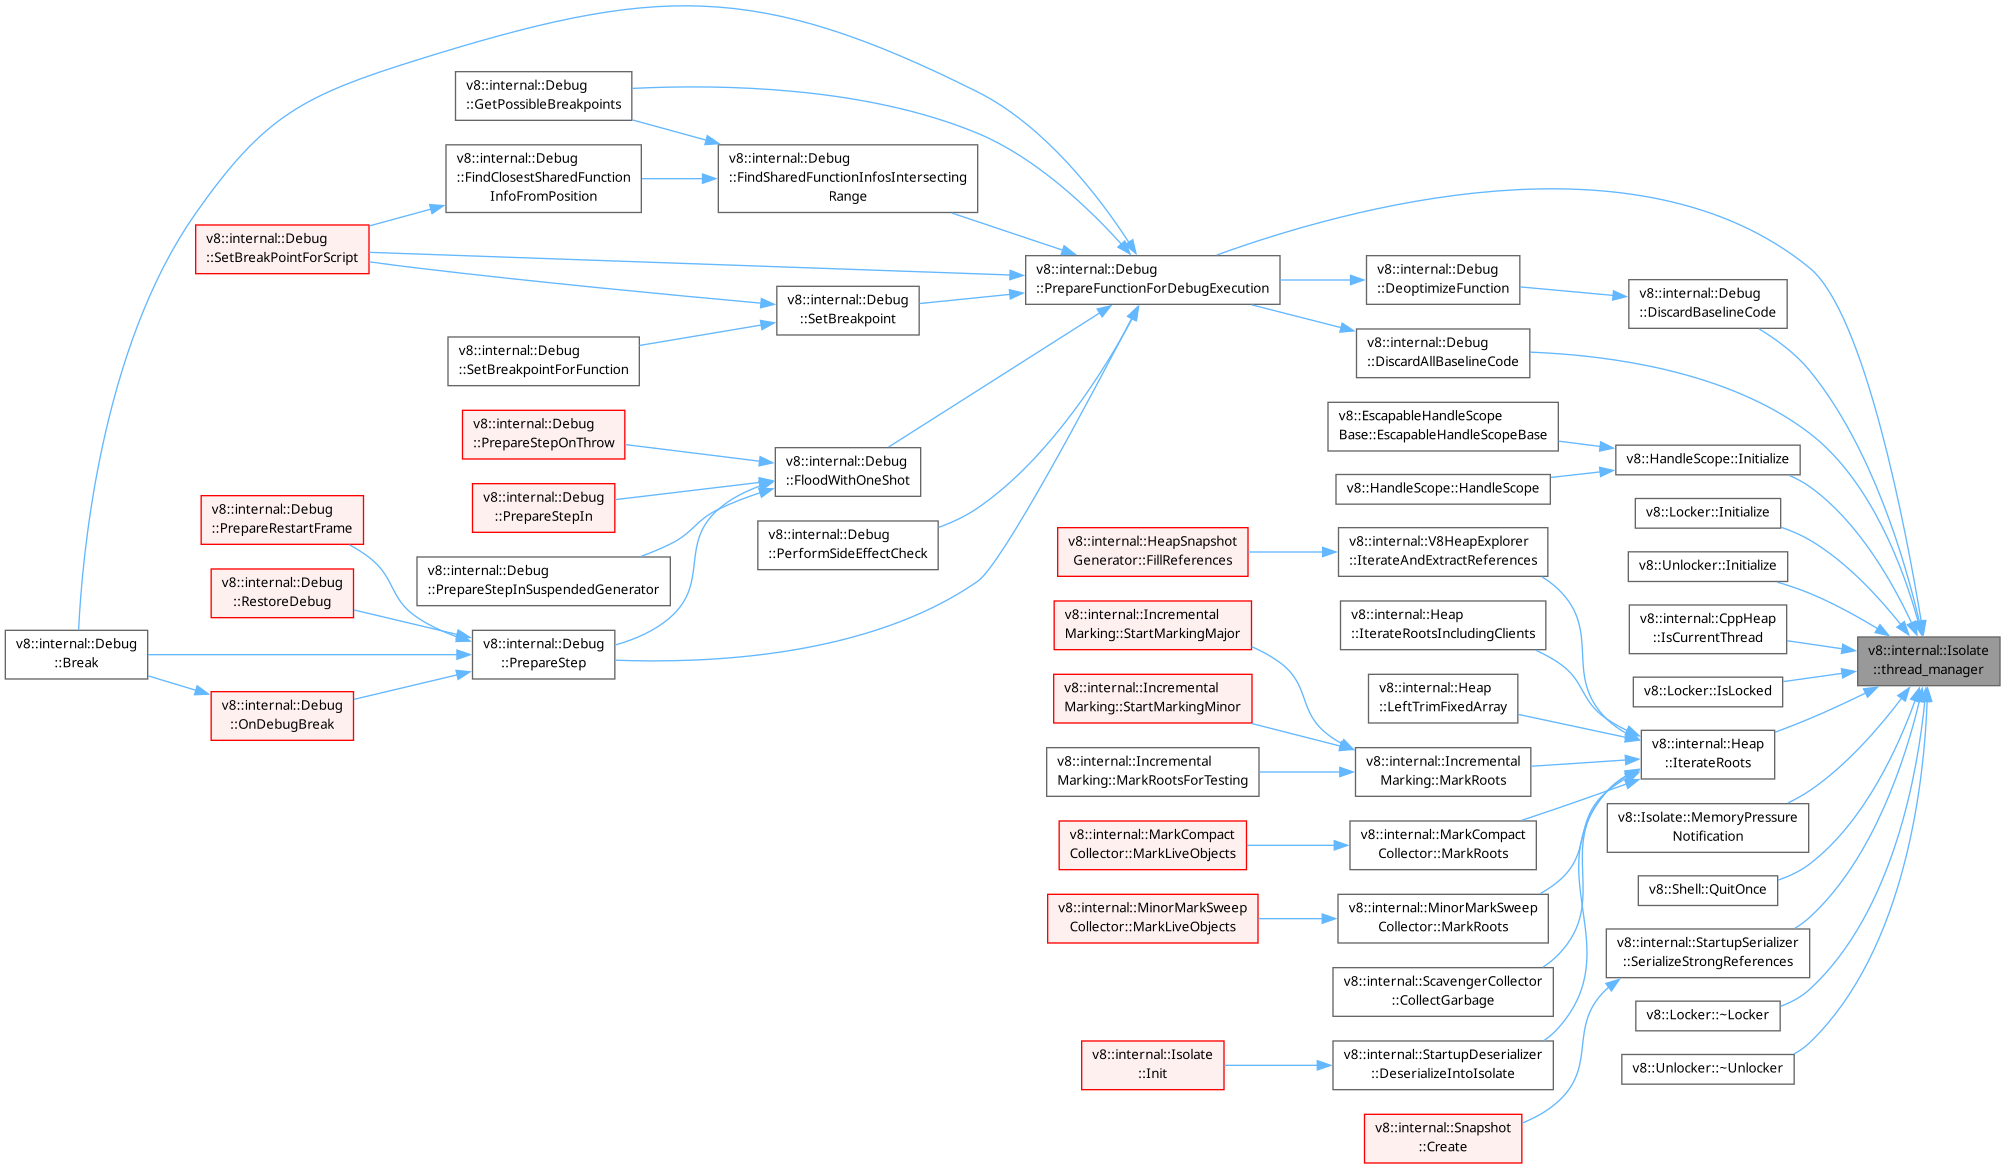 v8::internal::Debug
::GetPossibleBreakpoints
v8::internal::Debug
::FindClosestSharedFunction
InfoFromPosition
v8::internal::Debug
::FindSharedFunctionInfosIntersecting
Range
v8::internal::Debug
::SetBreakPointForScript
v8::internal::Debug
::SetBreakpoint
v8::internal::Debug
::SetBreakpointForFunction
v8::internal::Debug
::PrepareFunctionForDebugExecution
v8::internal::Debug
::DeoptimizeFunction
v8::internal::Debug
::DiscardBaselineCode
v8::internal::Debug
::DiscardAllBaselineCode
v8::internal::Debug
::PrepareStepOnThrow
v8::internal::Debug
::PrepareStepIn
v8::internal::Debug
::FloodWithOneShot
v8::internal::Debug
::PerformSideEffectCheck
v8::internal::Debug
::PrepareRestartFrame
v8::internal::Debug
::RestoreDebug
v8::internal::Debug
::PrepareStepInSuspendedGenerator
v8::internal::Debug
::Break
v8::internal::Debug
::PrepareStep
v8::internal::Debug
::OnDebugBreak
v8::EscapableHandleScope
Base::EscapableHandleScopeBase
v8::HandleScope::HandleScope
v8::HandleScope::Initialize
v8::Locker::Initialize
v8::Unlocker::Initialize
v8::internal::CppHeap
::IsCurrentThread
v8::Locker::IsLocked
v8::internal::Isolate
::thread_manager
v8::internal::HeapSnapshot
Generator::FillReferences
v8::internal::V8HeapExplorer
::IterateAndExtractReferences
v8::internal::Incremental
Marking::StartMarkingMajor
v8::internal::Heap
::IterateRootsIncludingClients
v8::internal::Incremental
Marking::StartMarkingMinor
v8::internal::Heap
::LeftTrimFixedArray
v8::internal::Incremental
Marking::MarkRootsForTesting
v8::internal::Incremental
Marking::MarkRoots
v8::internal::Heap
::IterateRoots
v8::internal::MarkCompact
Collector::MarkLiveObjects
v8::internal::MarkCompact
Collector::MarkRoots
v8::Isolate::MemoryPressure
Notification
v8::internal::MinorMarkSweep
Collector::MarkLiveObjects
v8::internal::MinorMarkSweep
Collector::MarkRoots
v8::Shell::QuitOnce
v8::internal::ScavengerCollector
::CollectGarbage
v8::internal::StartupSerializer
::SerializeStrongReferences
v8::internal::Isolate
::Init
v8::internal::StartupDeserializer
::DeserializeIntoIsolate
v8::Locker::~Locker
v8::Unlocker::~Unlocker
v8::internal::Snapshot
::Create